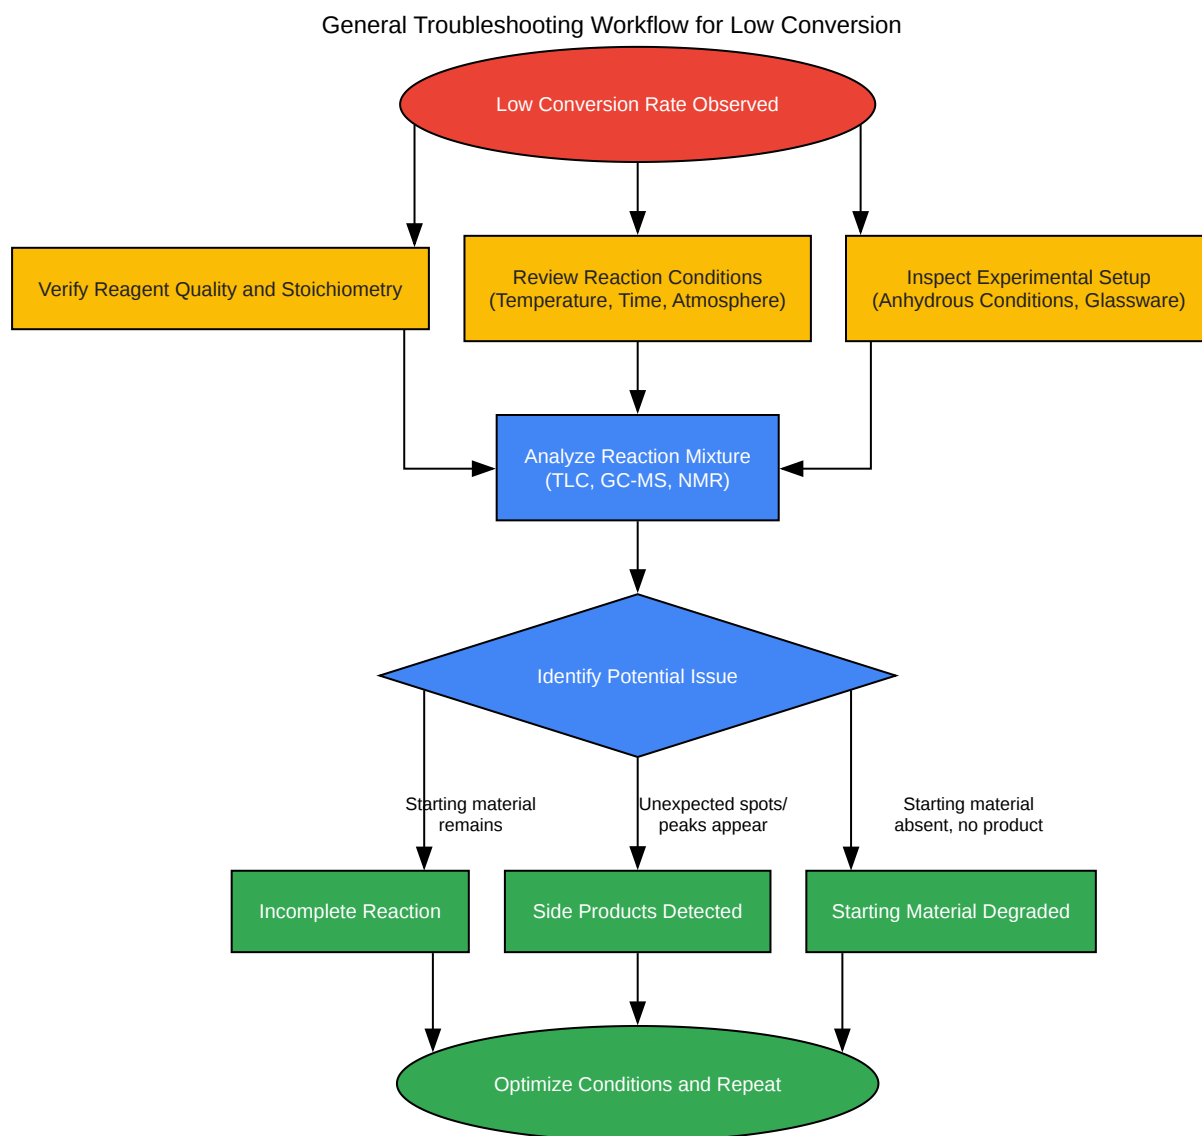 General Troubleshooting Workflow for Low Conversion
Low Conversion Rate Observed
Verify Reagent Quality and Stoichiometry
Review Reaction Conditions
(Temperature, Time, Atmosphere)
Inspect Experimental Setup
(Anhydrous Conditions, Glassware)
Analyze Reaction Mixture
(TLC, GC-MS, NMR)
Identify Potential Issue
Starting material
remains
Unexpected spots/
peaks appear
Starting material
absent, no product
Incomplete Reaction
Side Products Detected
Starting Material Degraded
Optimize Conditions and Repeat